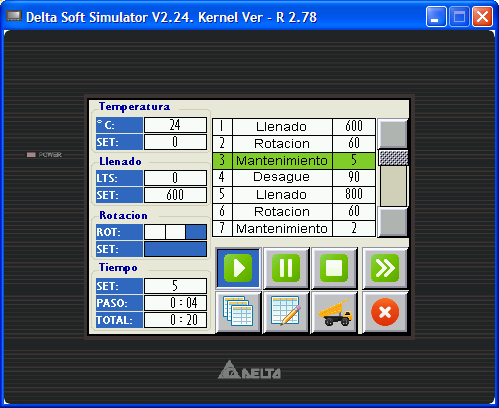 Delta Soft Simulator V2.24. Kernel Ver - R 2.78
POWER
Temperatura
°C: 24
SET: 0
Llenado
LTS: 0
SET: 600
Rotacion
ROT:
SET:
Tiempo
SET: 5
PASO: 0:04
TOTAL: 0:20
1 Llenado 600
2 Rotacion 60
3 Mantenimiento 5
4 Desague 90
5 Llenado 800
6 Rotacion 60
7 Mantenimiento 2
DELTA